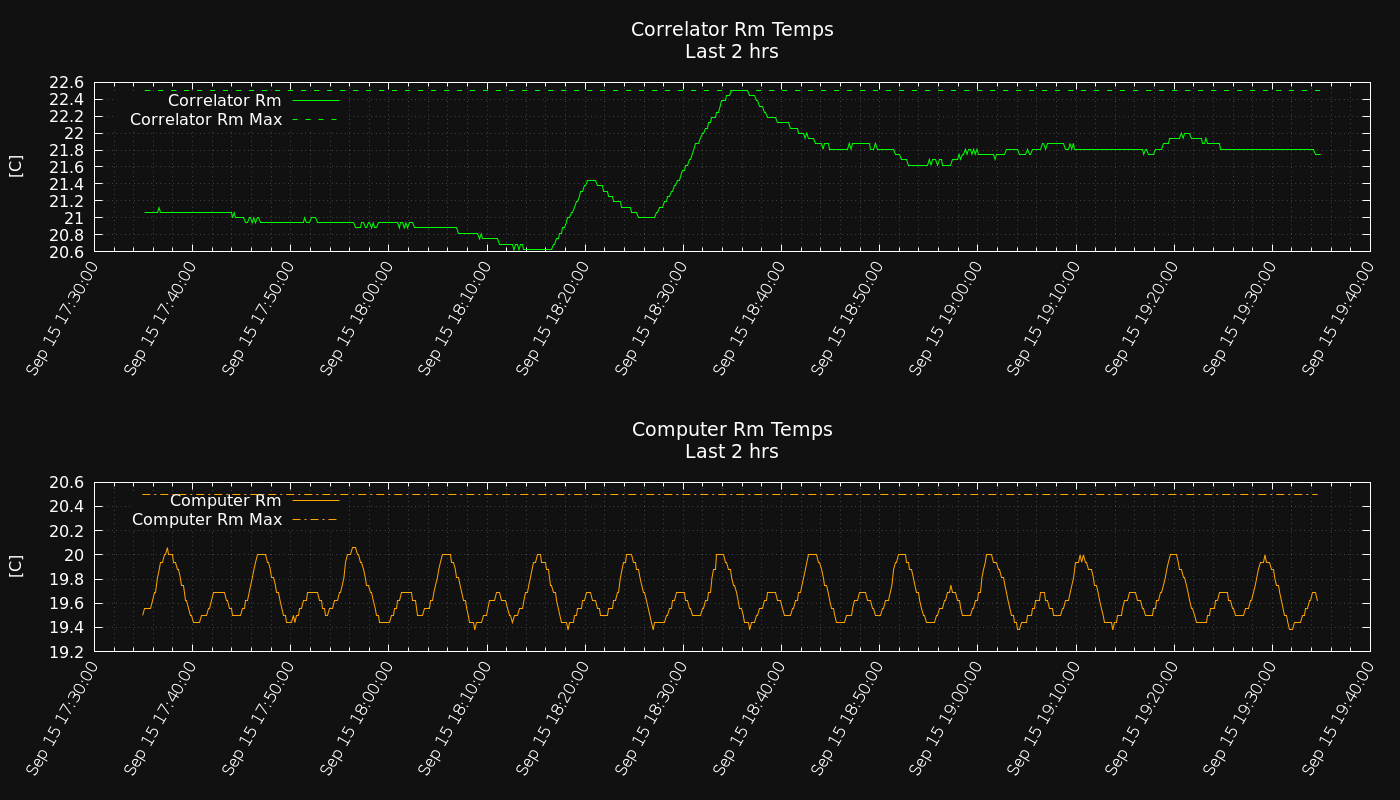 Correlator Rm Temps
Last 2 hrs
[C]
22.6
22.4
22.2
22
21.8
21.6
21.4
21.2
21
20.8
20.6
Correlator Rm
Correlator Rm Max
Sep 15 17:30:00
Sep 15 17:40:00
Sep 15 17:50:00
Sep 15 18:00:00
Sep 15 18:10:00
Sep 15 18:20:00
Sep 15 18:30:00
Sep 15 18:40:00
Sep 15 18:50:00
Sep 15 19:00:00
Sep 15 19:10:00
Sep 15 19:20:00
Sep 15 19:30:00
Sep 15 19:40:00
Computer Rm Temps
Last 2 hrs
[C]
20.6
20.4
20.2
20
19.8
19.6
19.4
19.2
Computer Rm
Computer Rm Max
Sep 15 17:30:00
Sep 15 17:40:00
Sep 15 17:50:00
Sep 15 18:00:00
Sep 15 18:10:00
Sep 15 18:20:00
Sep 15 18:30:00
Sep 15 18:40:00
Sep 15 18:50:00
Sep 15 19:00:00
Sep 15 19:10:00
Sep 15 19:20:00
Sep 15 19:30:00
Sep 15 19:40:00